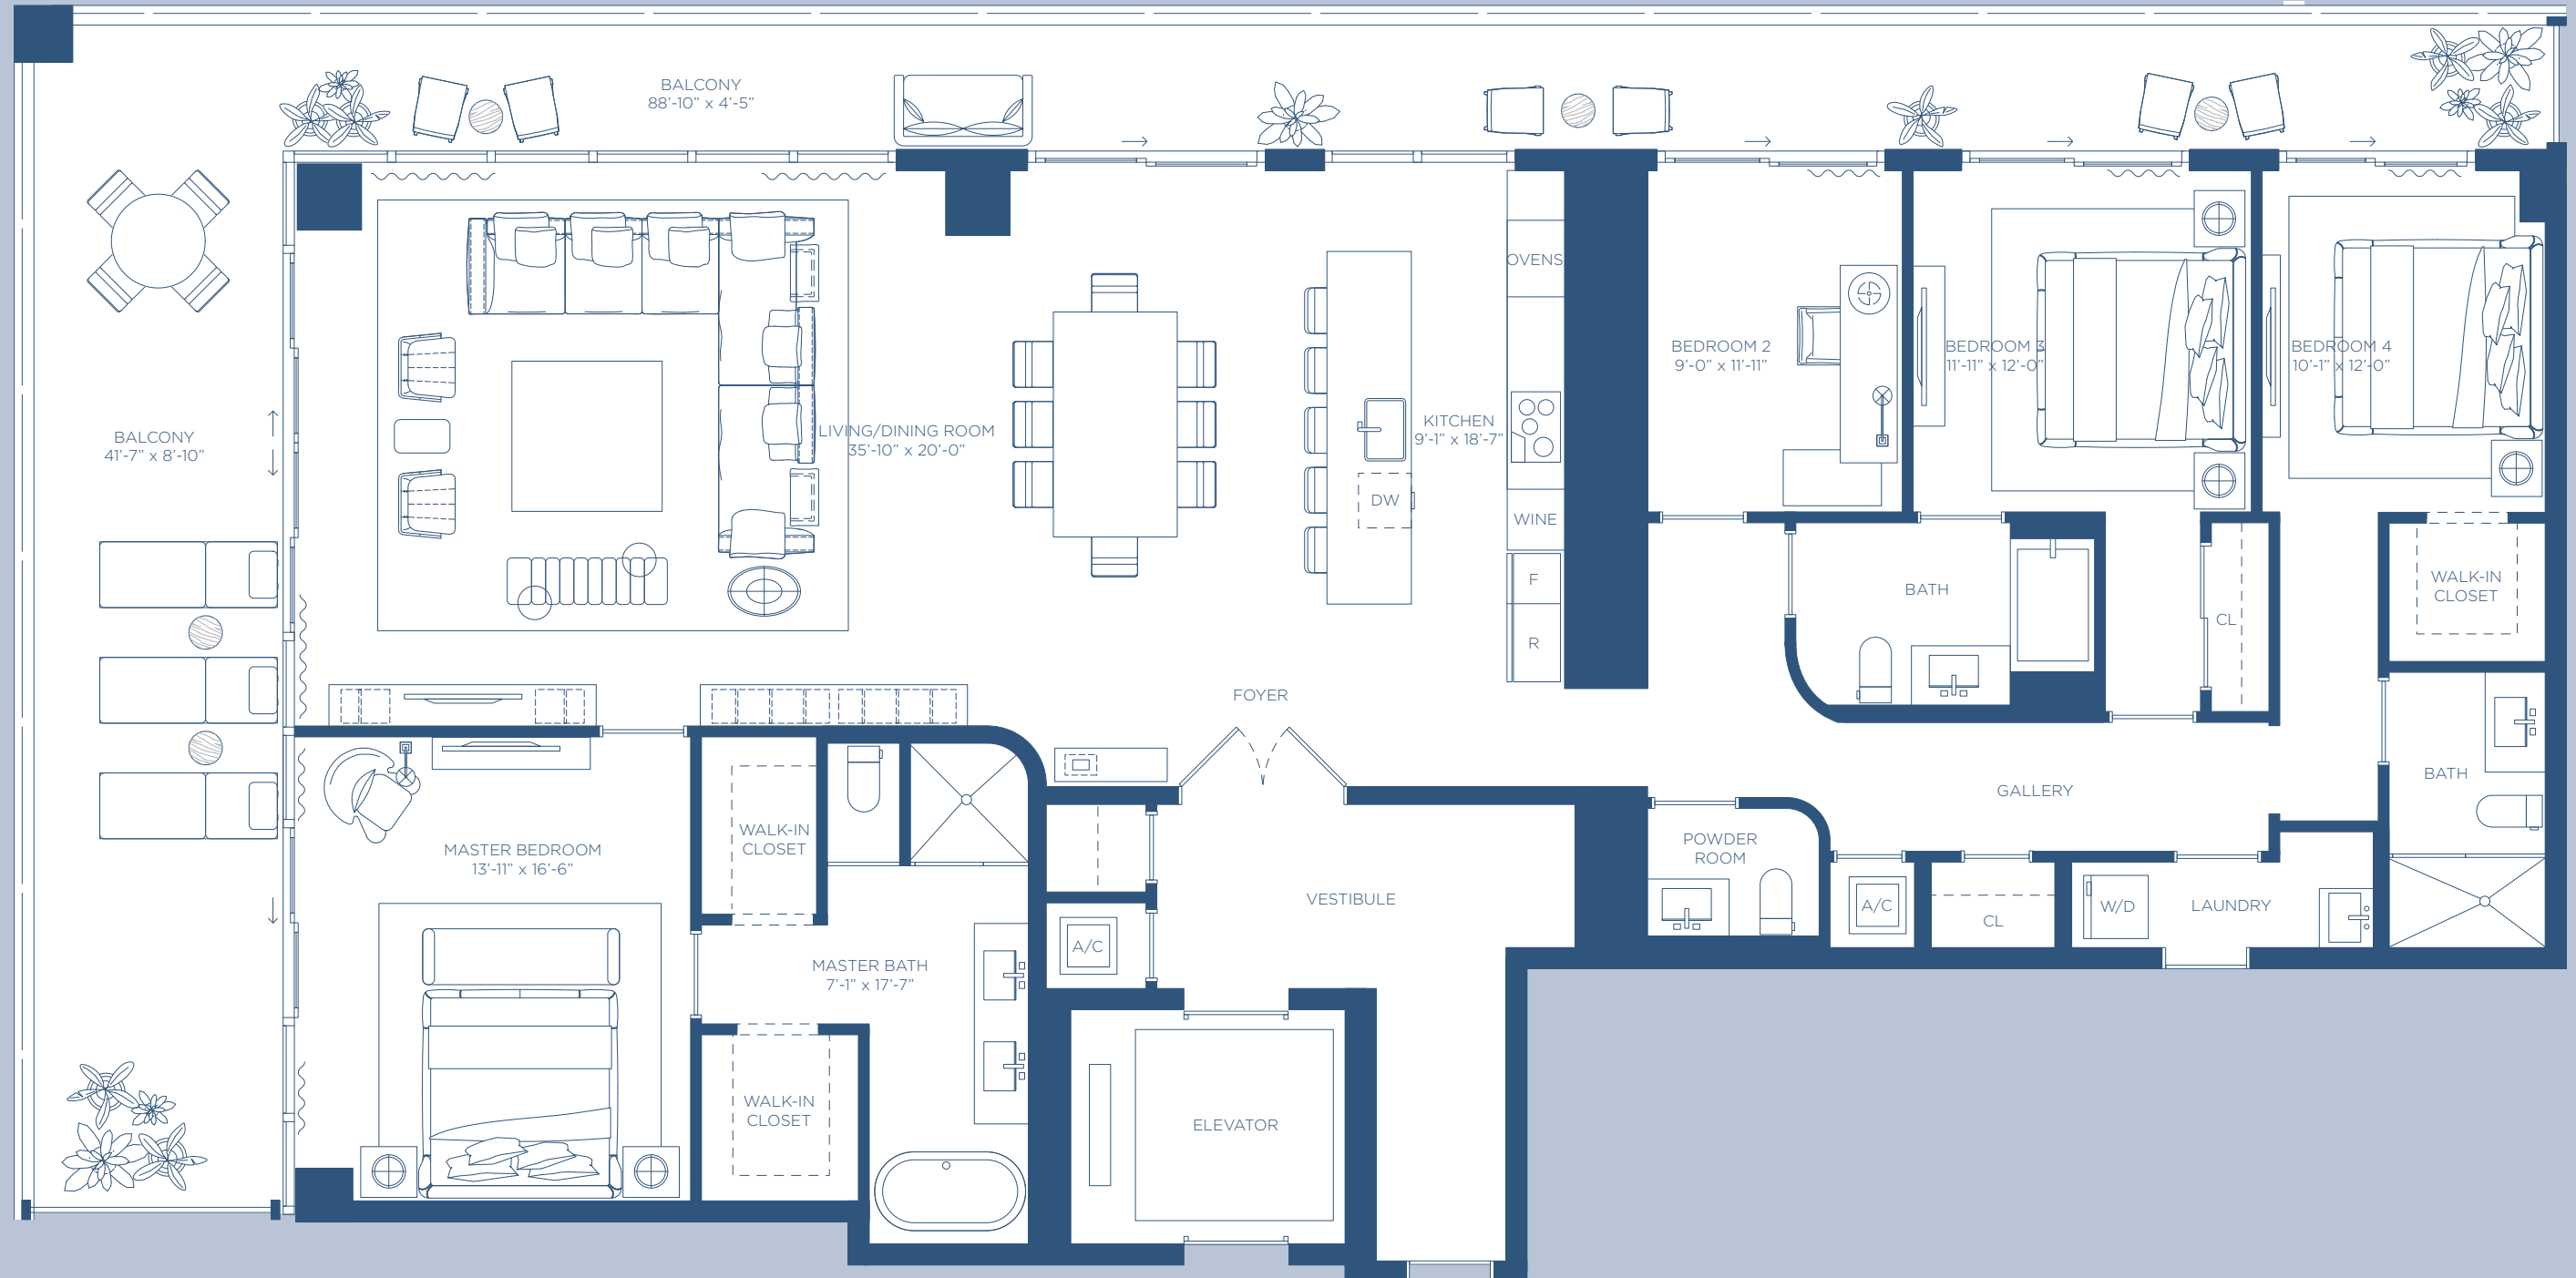 BALCONY
88'-10" x 4'-5"
BALCONY
41'-7" x 8'-10"
LIVING/DINING ROOM
35'-10" x 20'-0"
KITCHEN
9'-1" x 18'-7"
OVENS
DW
WINE
F
R
BEDROOM 2
9'-0" x 11'-11"
BEDROOM 3
11'-11" x 12'-0"
BEDROOM 4
10'-1" x 12'-0"
BATH
CL
WALK-IN
CLOSET
FOYER
GALLERY
BATH
MASTER BEDROOM
13'-11" x 16'-6"
WALK-IN
CLOSET
MASTER BATH
7'-1" x 17'-7"
WALK-IN
CLOSET
A/C
VESTIBULE
ELEVATOR
POWDER
ROOM
A/C
CL
W/D
LAUNDRY